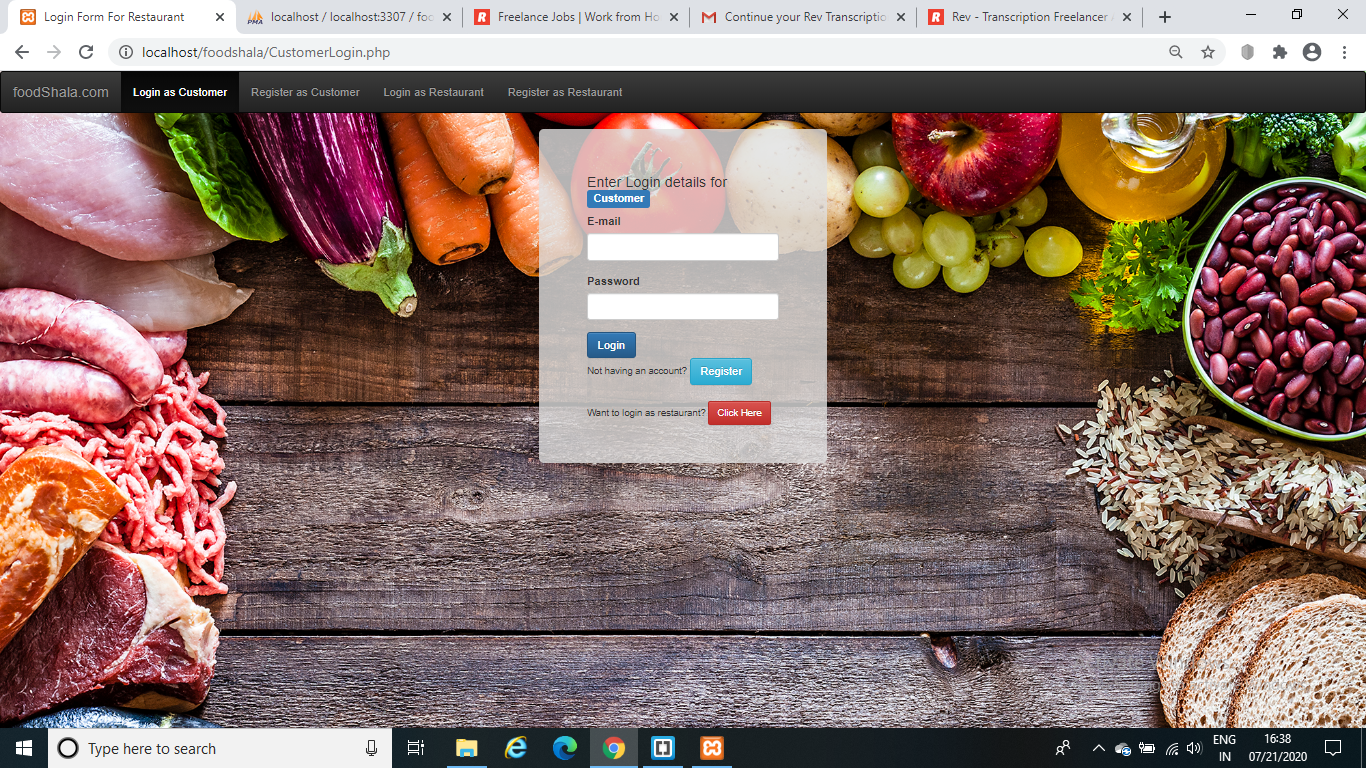 Login Form For Restaurant
localhost / localhost:3307 / foo
Freelance Jobs | Work from Ho
Continue your Rev Transcriptio
Rev - Transcription Freelancer A
localhost/foodshala/CustomerLogin.php
foodShala.com Login as Customer Register as Customer Login as Restaurant Register as Restaurant
Enter Login details for
Customer
E-mail
Password
Login
Not having an account? Register
Want to login as restaurant? Click Here
Type here to search
ENG
IN
16:38
07/21/2020